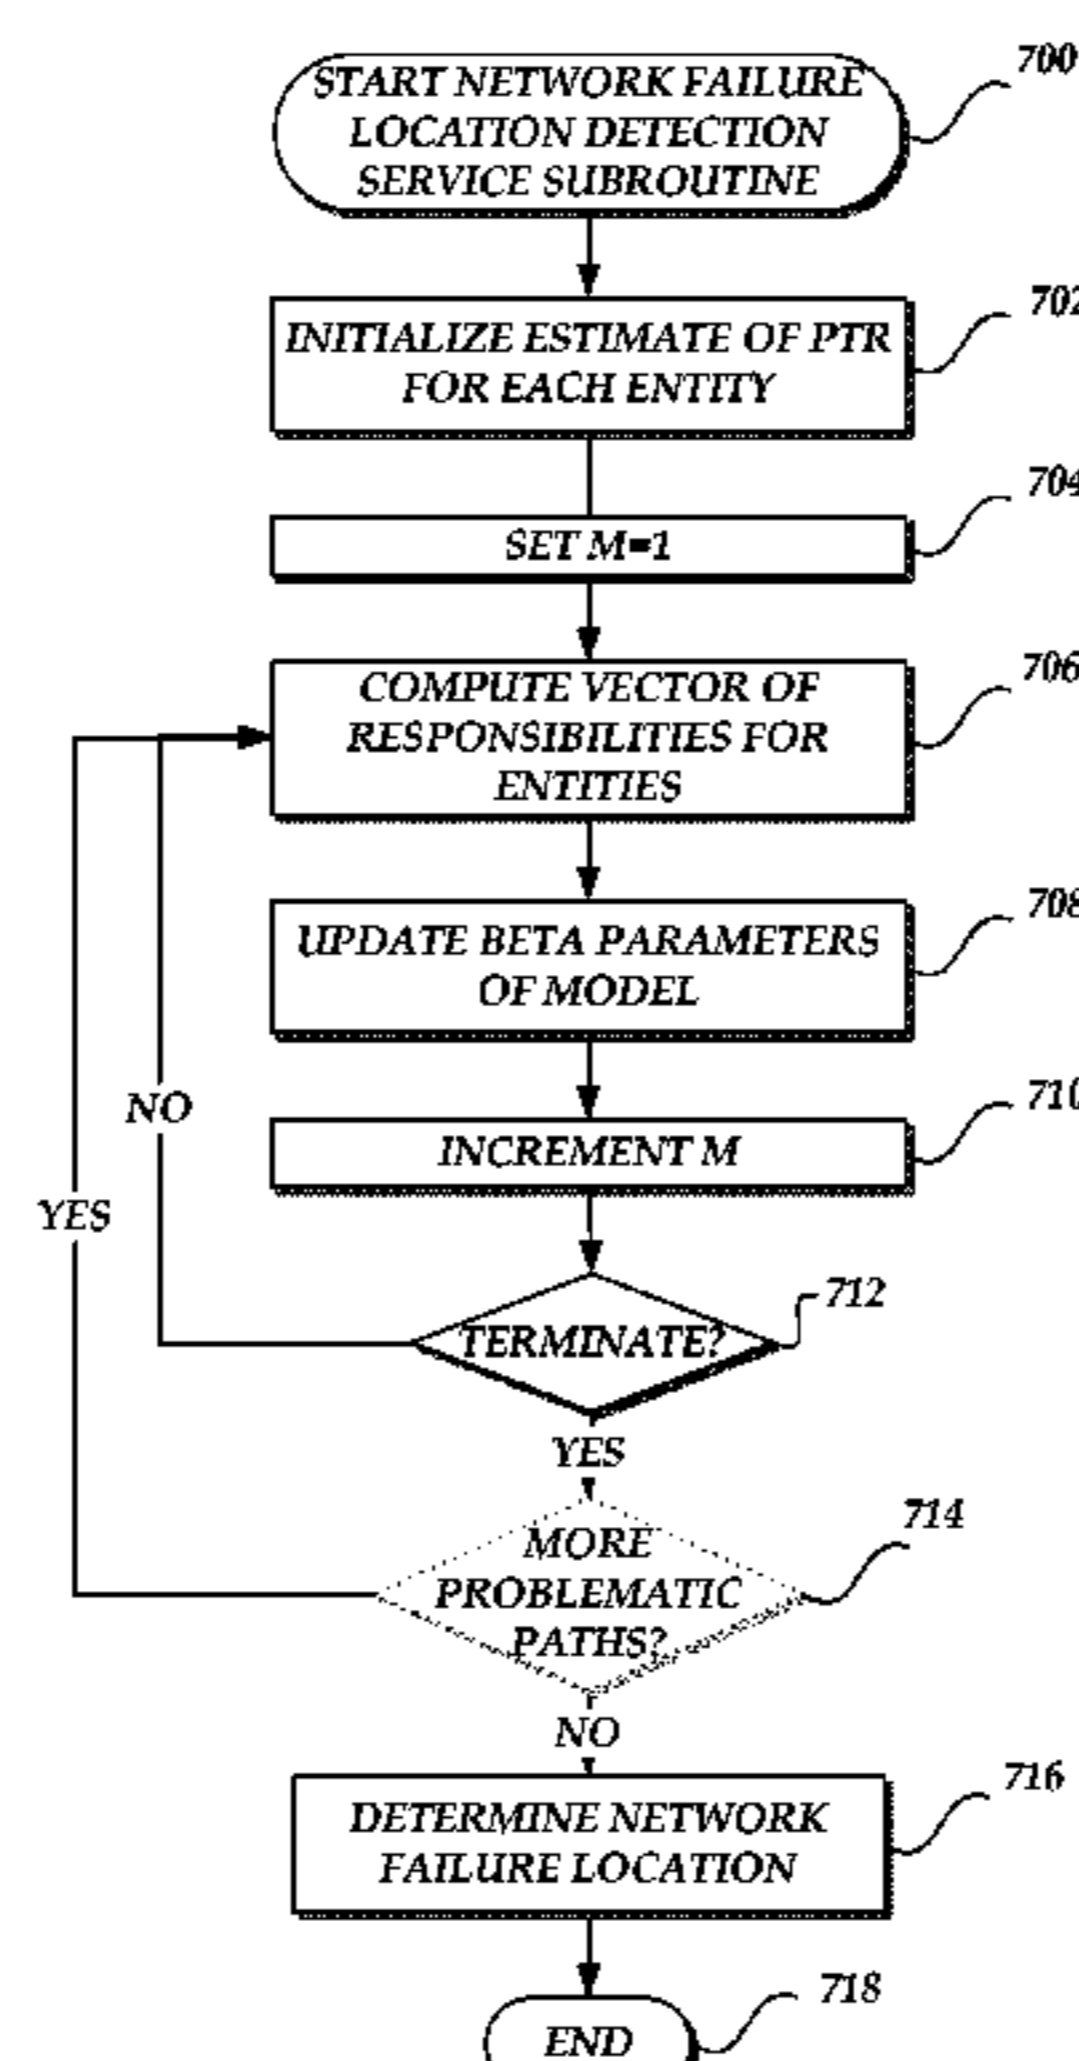 START NETWORK FAILURE
LOCATION DETECTION
SERVICE SUBROUTINE
700
INITIALIZE ESTIMATE OF PTR
FOR EACH ENTITY
702
SET M=1
704
COMPUTE VECTOR OF
RESPONSIBILITIES FOR
ENTITIES
706
UPDATE BETA PARAMETERS
OF MODEL
708
NO
INCREMENT M
710
YES
TERMINATE?
712
YES
MORE
PROBLEMATIC
PATHS?
714
NO
DETERMINE NETWORK
FAILURE LOCATION
716
END
718